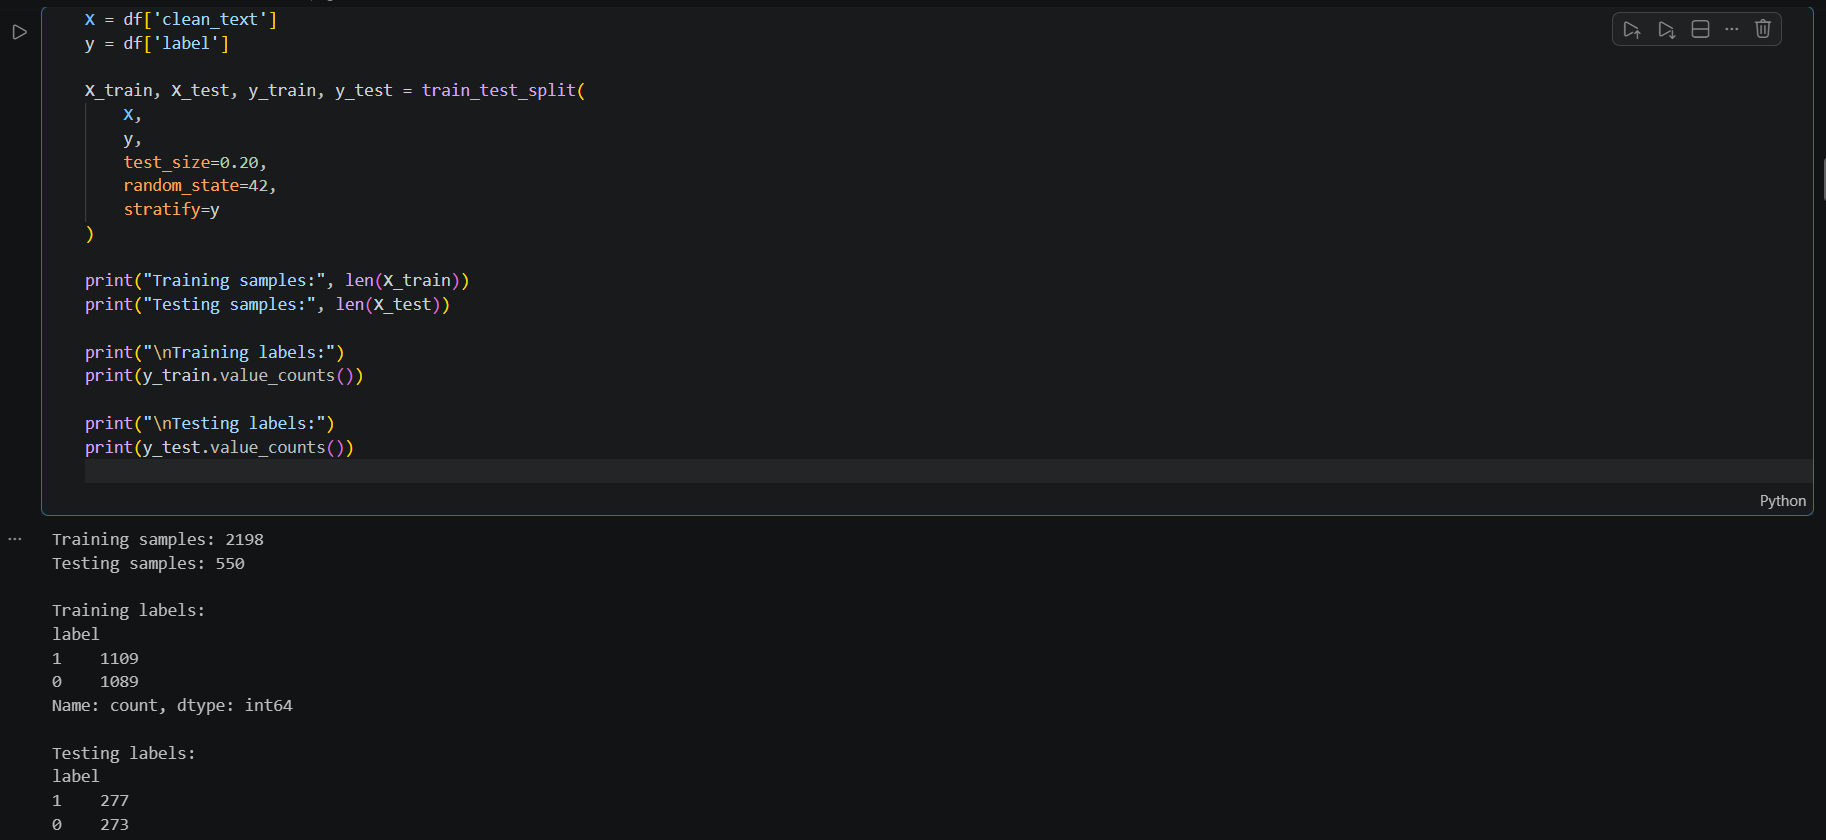 X = df['clean_text']
y = df['label']
X_train, X_test, y_train, y_test = train_test_split(
    X,
    y,
    test_size=0.20,
    random_state=42,
    stratify=y
)
print("Training samples:", len(X_train))
print("Testing samples:", len(X_test))
print("\nTraining labels:")
print(y_train.value_counts())
print("\nTesting labels:")
print(y_test.value_counts())
Python
Training samples: 2198
Testing samples: 550
Training labels:
label
1    1109
0    1089
Name: count, dtype: int64
Testing labels:
label
1    277
0    273